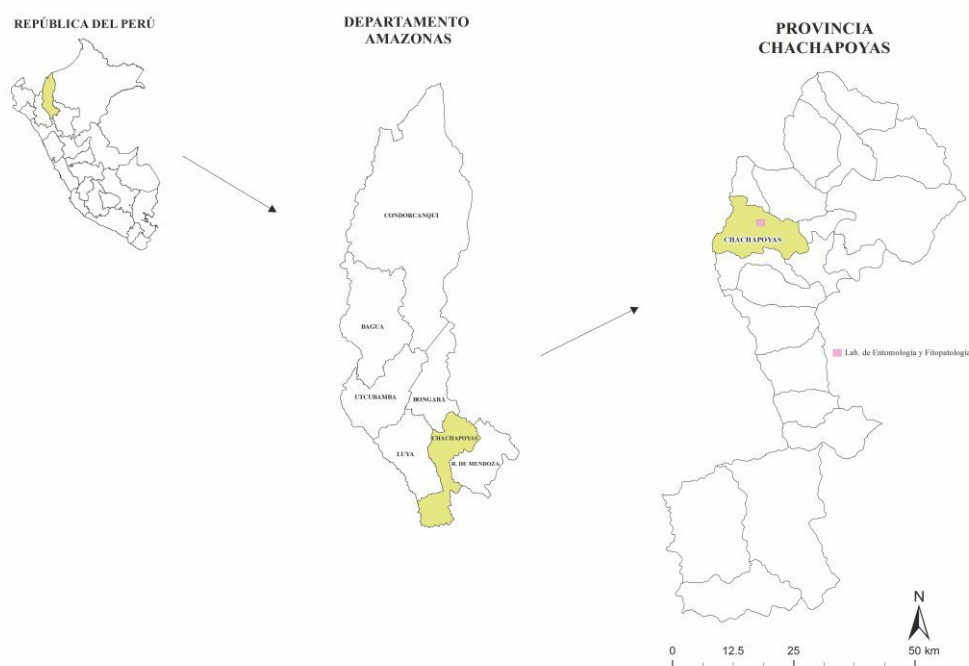 REPÚBLICA DEL PERÚ
DEPARTAMENTO
AMAZONAS
CONDORCANQUI
BAGUA
UTCUBAMBA
BONGARÁ
CHACHAPOYAS
LUYA
R. DE MENDOZA
PROVINCIA
CHACHAPOYAS
CHACHAPOYAS
Lab. de Entomología y Fitopatología
N
0 12.5 25 50 km